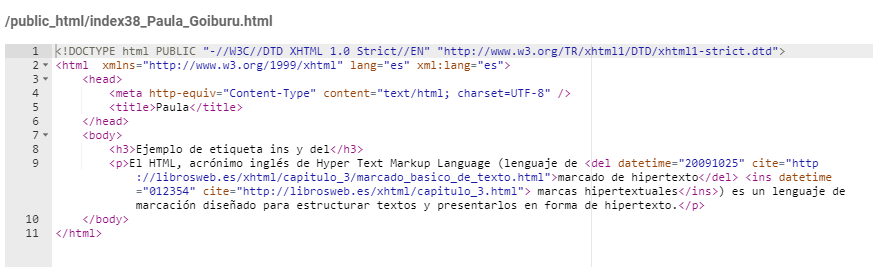 /public_html/index38_Paula_Goiburu.html
1 <!DOCTYPE html PUBLIC "-//W3C//DTD XHTML 1.0 Strict//EN" "http://www.w3.org/TR/xhtml1/DTD/xhtml1-strict.dtd">
2 <html  xmlns="http://www.w3.org/1999/xhtml" lang="es" xml:lang="es">
3     <head>
4         <meta http-equiv="Content-Type" content="text/html; charset=UTF-8" />
5         <title>Paula</title>
6     </head>
7     <body>
8         <h3>Ejemplo de etiqueta ins y del</h3>
9         <p>El HTML, acrónimo inglés de Hyper Text Markup Language (lenguaje de <del datetime="20091025" cite="http
://librosweb.es/xhtml/capitulo_3/marcado_basico_de_texto.html">marcado de hipertexto</del> <ins datetime
="012354" cite="http://librosweb.es/xhtml/capitulo_3.html"> marcas hipertextuales</ins>) es un lenguaje de
marcación diseñado para estructurar textos y presentarlos en forma de hipertexto.</p>
10     </body>
11 </html>